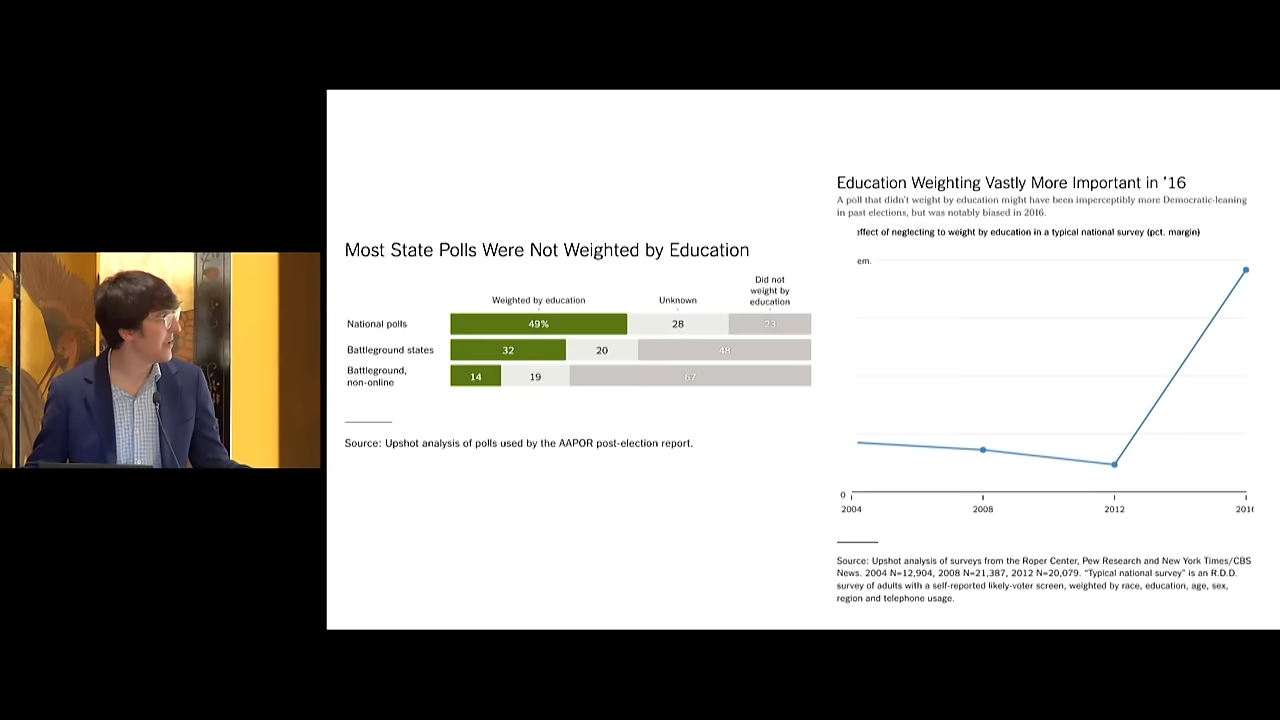 Most State Polls Were Not Weighted by Education
Did not
weight by
education
Weighted by education
Unknown
National polls
49%
28
23
Battleground states
32
20
48
Battleground,
non-online
14
19
67
Source: Upshot analysis of polls used by the AAPOR post-election report.
Education Weighting Vastly More Important in ’16
A poll that didn't weight by education might have been imperceptibly more Democratic-leaning
in past elections, but was notably biased in 2016.
effect of neglecting to weight by education in a typical national survey (pct. margin)
em.
0
2004
2008
2012
2016
Source: Upshot analysis of surveys from the Roper Center, Pew Research and New York Times/CBS
News. 2004 N=12,904, 2008 N=21,387, 2012 N=20,079. “Typical national survey” is an R.D.D.
survey of adults with a self-reported likely-voter screen, weighted by race, education, age, sex,
region and telephone usage.